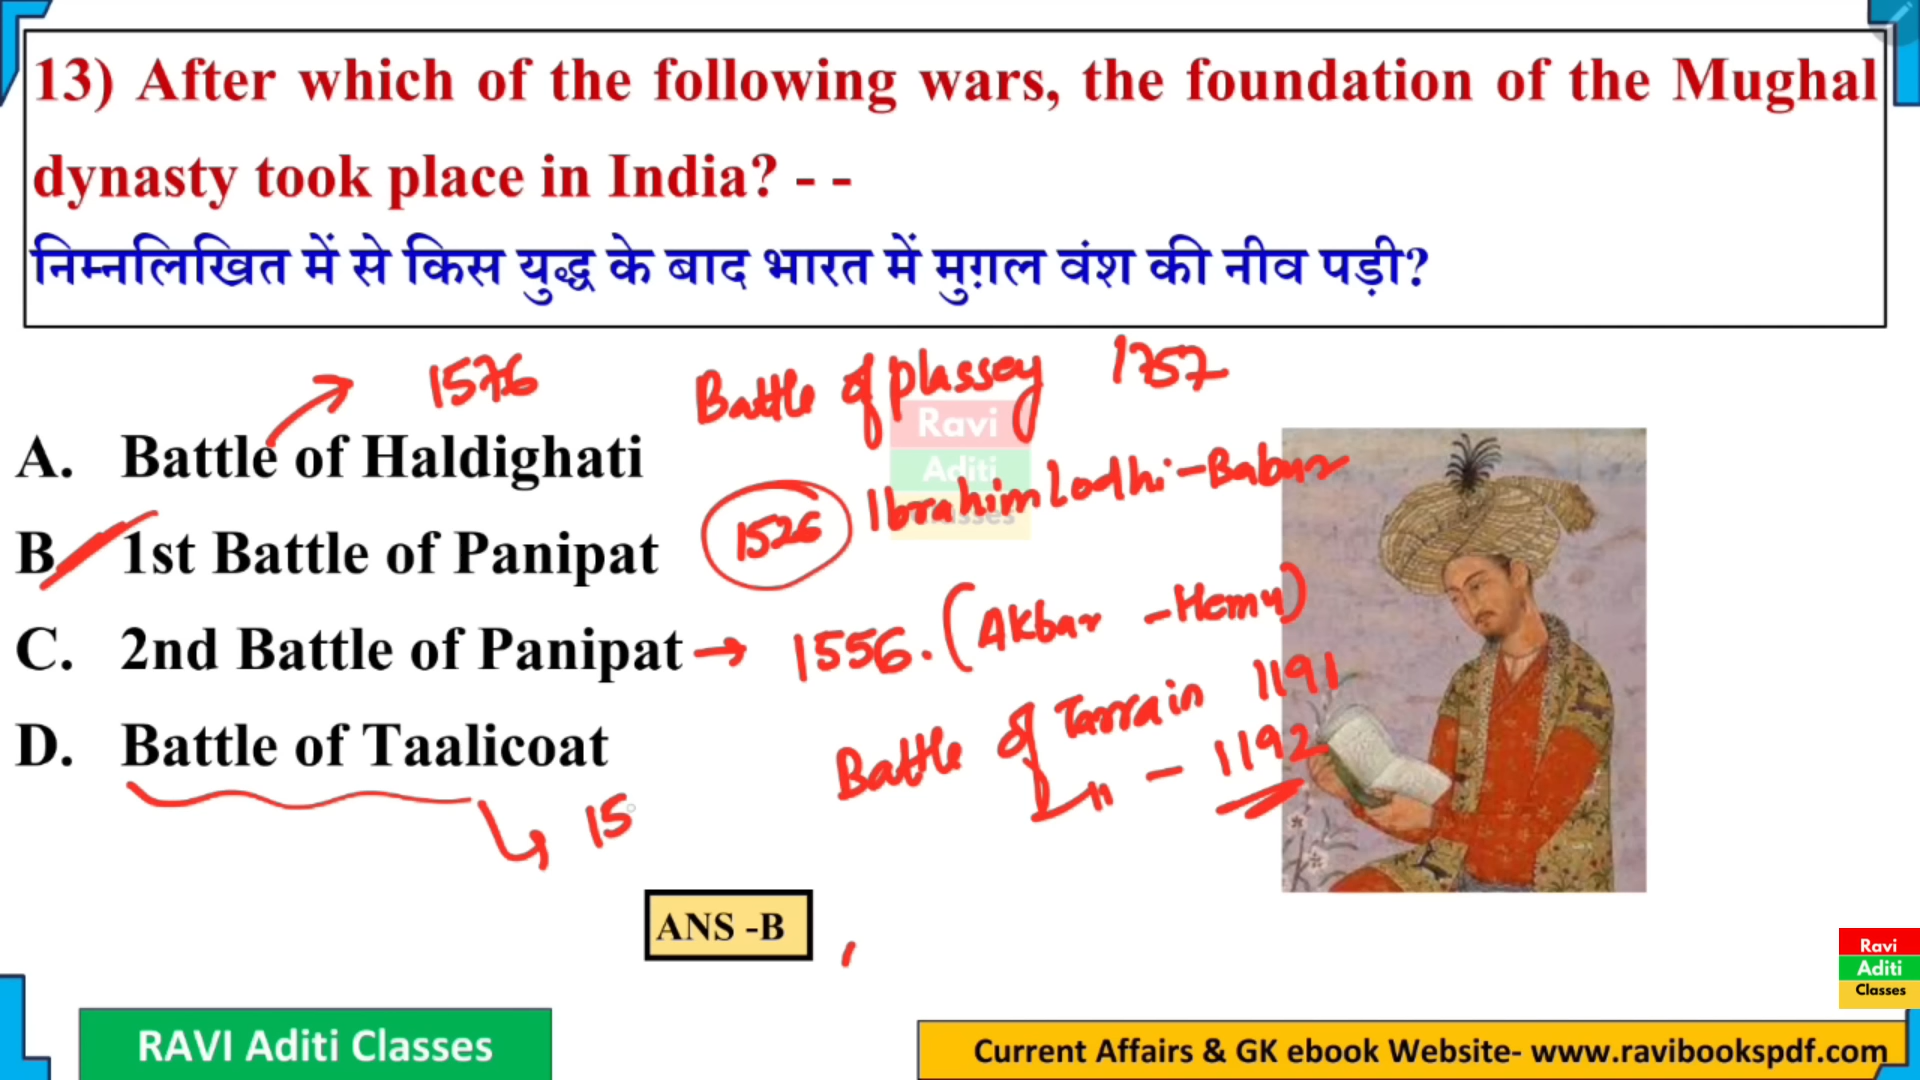 13) After which of the following wars, the foundation of the Mughal
dynasty took place in India? - -
निम्नलिखित में से किस युद्ध के बाद भारत में मुग़ल वंश की नीव पड़ी?
1576
Battle of Plassey 1757
A. Battle of Haldighati
Ravi
Aditi
Classes
1526 Ibrahim Lodhi-Babur
B. 1st Battle of Panipat
C. 2nd Battle of Panipat → 1556. (Akbar - Hemu)
Battle of Tarrain 1191
" - 1192
D. Battle of Taalicoat
15
ANS -B
Ravi
Aditi
Classes
RAVI Aditi Classes
Current Affairs & GK ebook Website- www.ravibookspdf.com